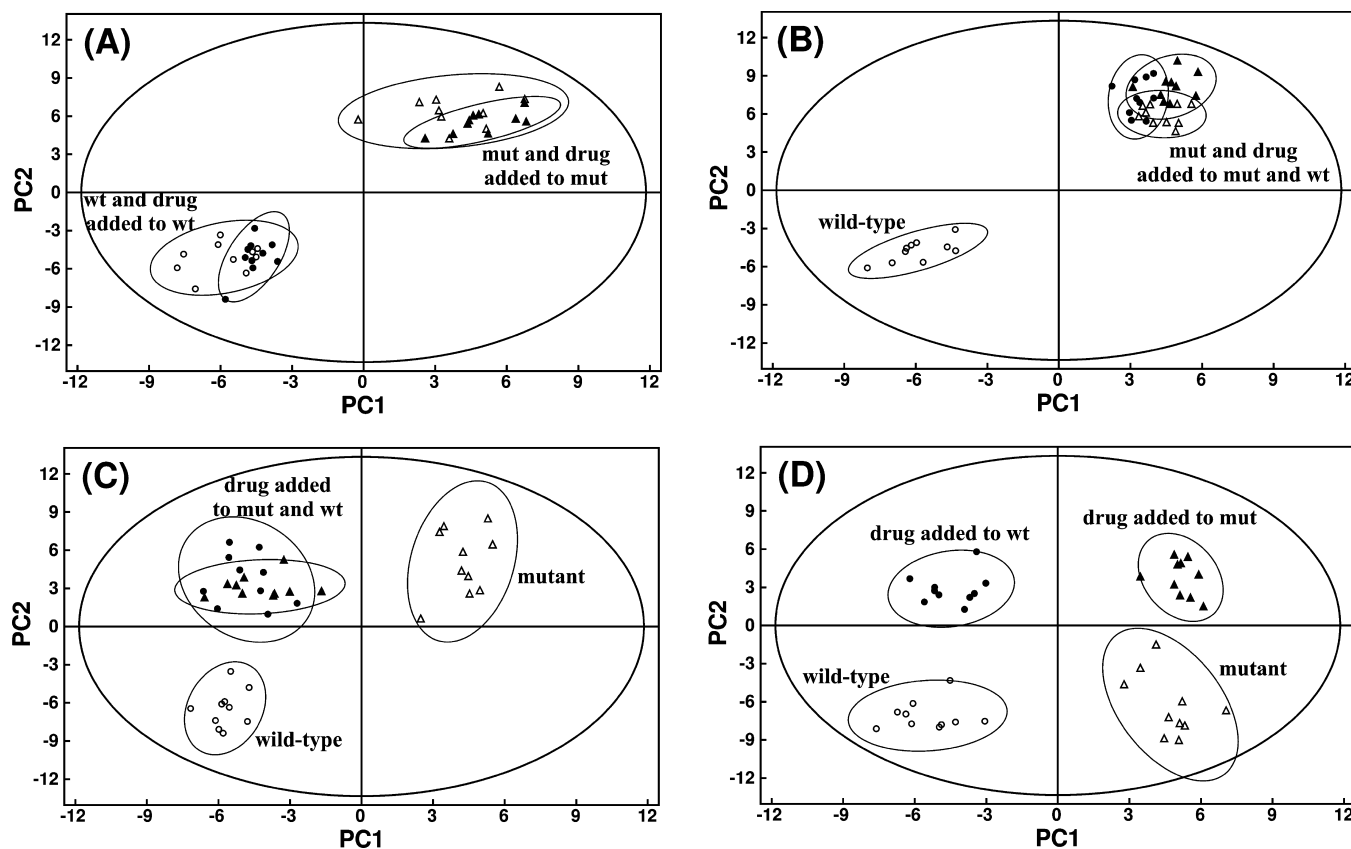 (A)
PC2
12
9
6
3
0
-3
-6
-9
-12
mut and drug
added to mut
wt and drug
added to wt
-12 -9 -6 -3 0 3 6 9 12
PC1
(B)
PC2
12
9
6
3
0
-3
-6
-9
-12
mut and drug
added to mut and wt
wild-type
-12 -9 -6 -3 0 3 6 9 12
PC1
(C)
PC2
12
9
6
3
0
-3
-6
-9
-12
drug added
to mut and wt
mutant
wild-type
-12 -9 -6 -3 0 3 6 9 12
PC1
(D)
PC2
12
9
6
3
0
-3
-6
-9
-12
drug added to mut
drug added to wt
wild-type
mutant
-12 -9 -6 -3 0 3 6 9 12
PC1